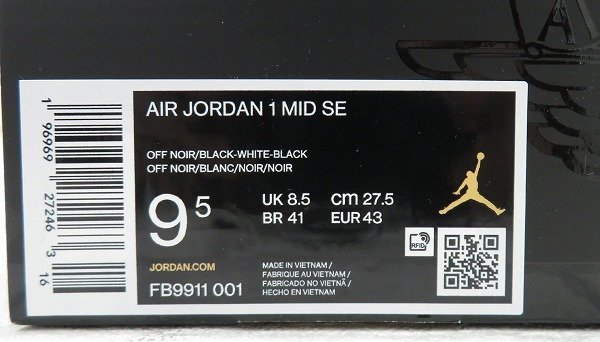 A
AIR JORDAN 1 MID SE
OFF NOIR/BLACK-WHITE-BLACK
OFF NOIR/BLANC/NOIR/NOIR
9 5
UK 8.5 cm 27.5
BR 41 EUR 43
RFID
JORDAN.COM
FB9911 001
MADE IN VIETNAM /
FABRIQUE AU VIETNAM /
FABRICADO NO VIETNÃ /
HECHO EN VIETNAM
1 96969 27246 3 16